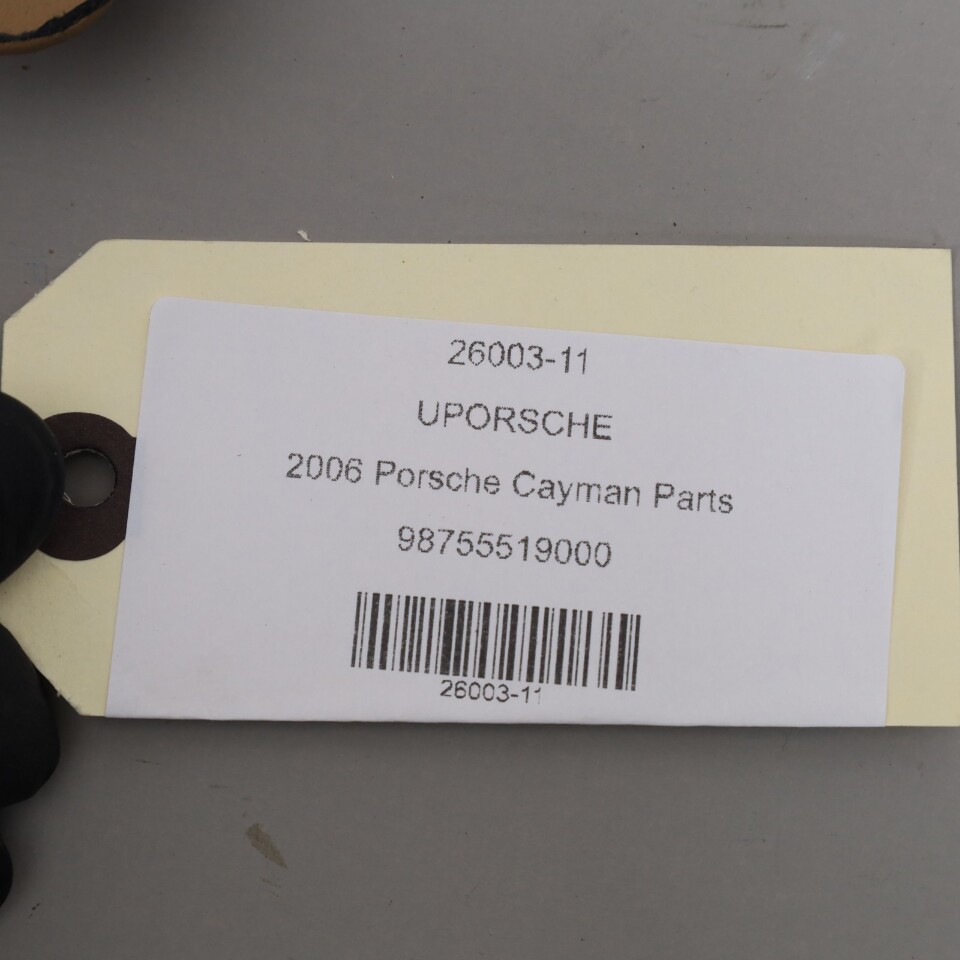 26003-11
UPORSCHE
2006 Porsche Cayman Parts
98755519000
26003-11